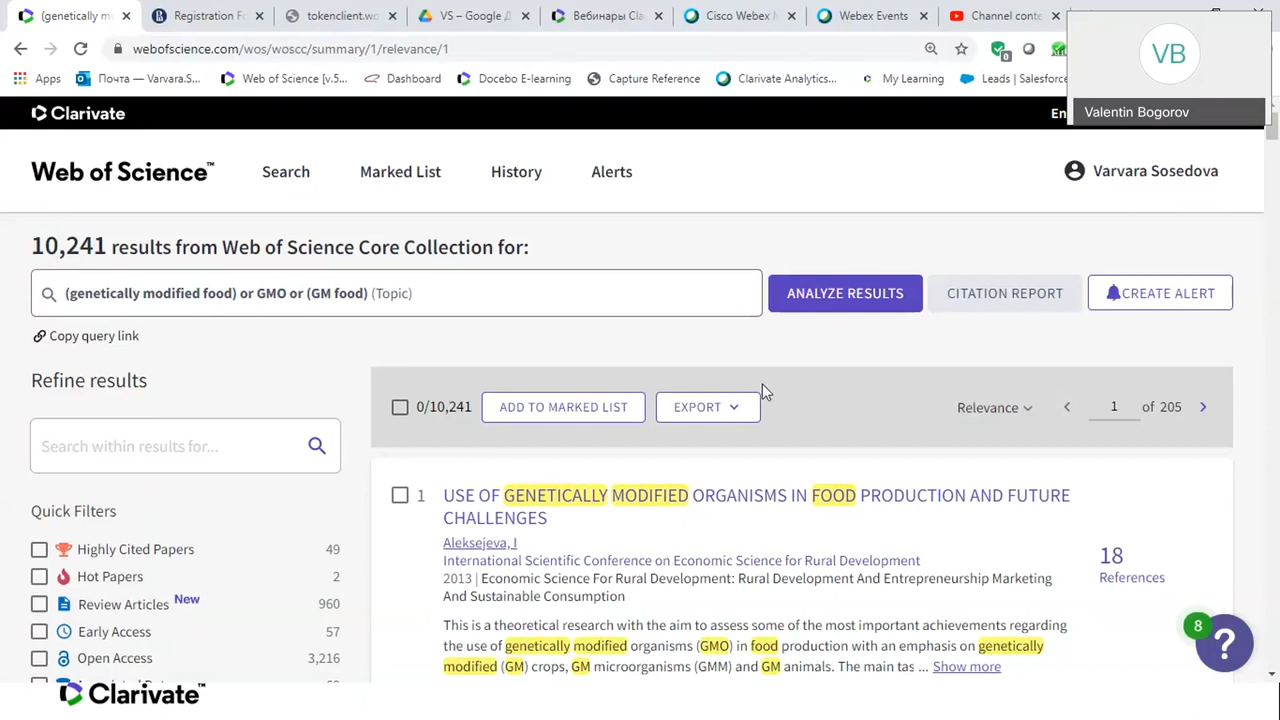 (genetically m
Registration Fo
tokenclient.wo
VS – Google Д
Вебинары Cla
Cisco Webex M
Webex Events
Channel conte
webofscience.com/wos/woscc/summary/1/relevance/1
0
Apps
Почта – Varvara.S...
Web of Science [v.5...
Dashboard
Docebo E-learning
Capture Reference
Clarivate Analytics...
My Learning
Leads | Salesforce
VB
Valentin Bogorov
Clarivate
En
Web of Science™
Search
Marked List
History
Alerts
Varvara Sosedova
10,241 results from Web of Science Core Collection for:
(genetically modified food) or GMO or (GM food) (Topic)
ANALYZE RESULTS
CITATION REPORT
CREATE ALERT
Copy query link
Refine results
0/10,241
ADD TO MARKED LIST
EXPORT
Relevance
1 of 205
Search within results for...
1
USE OF GENETICALLY MODIFIED ORGANISMS IN FOOD PRODUCTION AND FUTURE
CHALLENGES
Aleksejeva, I
International Scientific Conference on Economic Science for Rural Development
2013 | Economic Science For Rural Development: Rural Development And Entrepreneurship Marketing
And Sustainable Consumption
This is a theoretical research with the aim to assess some of the most important achievements regarding
the use of genetically modified organisms (GMO) in food production with an emphasis on genetically
modified (GM) crops, GM microorganisms (GMM) and GM animals. The main tas ... Show more
18
References
Quick Filters
Highly Cited Papers 49
Hot Papers 2
Review Articles New 960
Early Access 57
Open Access 3,216
8
?
Clarivate™